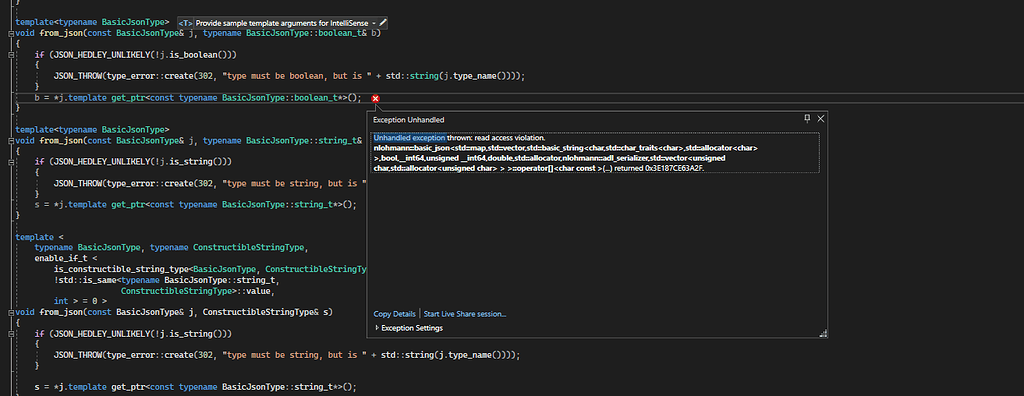 }
template<typename BasicJsonType>
<T> Provide sample template arguments for IntelliSense
void from_json(const BasicJsonType& j, typename BasicJsonType::boolean_t& b)
{
if (JSON_HEDLEY_UNLIKELY(!j.is_boolean()))
{
JSON_THROW(type_error::create(302, "type must be boolean, but is " + std::string(j.type_name())));
}
b = *j.template get_ptr<const typename BasicJsonType::boolean_t*>();
}
Exception Unhandled
Unhandled exception thrown: read access violation.
nlohmann::basic_json<std::map,std::vector,std::basic_string<char,std::char_traits<char>,std::allocator<char>
>,bool,__int64,unsigned __int64,double,std::allocator,nlohmann::adl_serializer,std::vector<unsigned
char,std::allocator<unsigned char> > >::operator[]<char const >(...) returned 0x3E187CE63A2F.
Copy Details
Start Live Share session...
Exception Settings
template<typename BasicJsonType>
void from_json(const BasicJsonType& j, typename BasicJsonType::string_t&
{
if (JSON_HEDLEY_UNLIKELY(!j.is_string()))
{
JSON_THROW(type_error::create(302, "type must be string, but is "
}
s = *j.template get_ptr<const typename BasicJsonType::string_t*>();
}
template <
typename BasicJsonType, typename ConstructibleStringType,
enable_if_t <
is_constructible_string_type<BasicJsonType, ConstructibleStringTy
!std::is_same<typename BasicJsonType::string_t,
ConstructibleStringType>::value,
int > = 0 >
void from_json(const BasicJsonType& j, ConstructibleStringType& s)
{
if (JSON_HEDLEY_UNLIKELY(!j.is_string()))
{
JSON_THROW(type_error::create(302, "type must be string, but is " + std::string(j.type_name())));
}
s = *j.template get_ptr<const typename BasicJsonType::string_t*>();